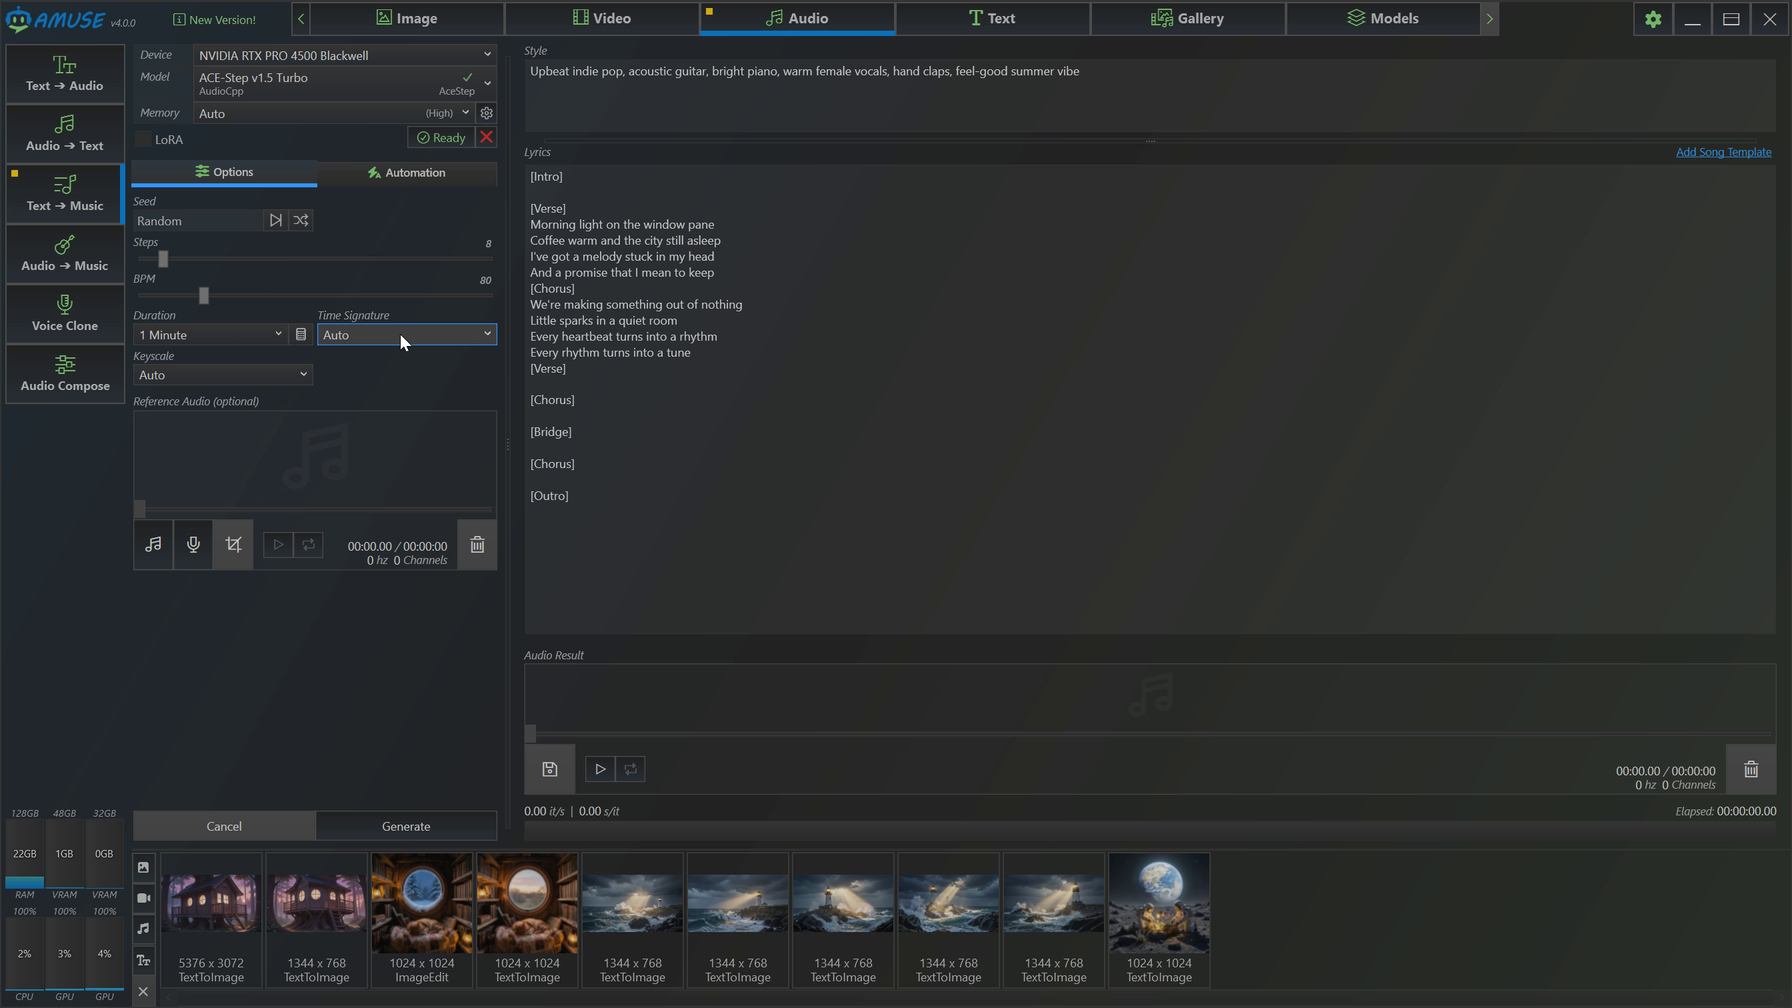 AMUSE v4.0.0
New Version!
Image
Video
Audio
Text
Gallery
Models
Text → Audio
Audio → Text
Text → Music
Audio → Music
Voice Clone
Audio Compose
Device
NVIDIA RTX PRO 4500 Blackwell
Model
ACE-Step v1.5 Turbo
AudioCpp
AceStep
Memory
Auto
(High)
LoRA
Ready
Options
Automation
Seed
Random
Steps
8
BPM
80
Duration
Time Signature
1 Minute
Auto
Keyscale
Auto
Reference Audio (optional)
00:00.00 / 00:00:00
0 hz 0 Channels
Cancel
Generate
Style
Upbeat indie pop, acoustic guitar, bright piano, warm female vocals, hand claps, feel-good summer vibe
Lyrics
Add Song Template
[Intro]
[Verse]
Morning light on the window pane
Coffee warm and the city still asleep
I've got a melody stuck in my head
And a promise that I mean to keep
[Chorus]
We're making something out of nothing
Little sparks in a quiet room
Every heartbeat turns into a rhythm
Every rhythm turns into a tune
[Verse]
[Chorus]
[Bridge]
[Chorus]
[Outro]
Audio Result
00:00.00 / 00:00:00
0 hz 0 Channels
0.00 it/s | 0.00 s/it
Elapsed: 00:00:00.00
128GB 48GB 32GB
22GB 1GB 0GB
RAM VRAM VRAM
100% 100% 100%
2% 3% 4%
CPU GPU GPU
5376 x 3072
TextToImage
1344 x 768
TextToImage
1024 x 1024
ImageEdit
1024 x 1024
TextToImage
1344 x 768
TextToImage
1344 x 768
TextToImage
1344 x 768
TextToImage
1344 x 768
TextToImage
1344 x 768
TextToImage
1024 x 1024
TextToImage